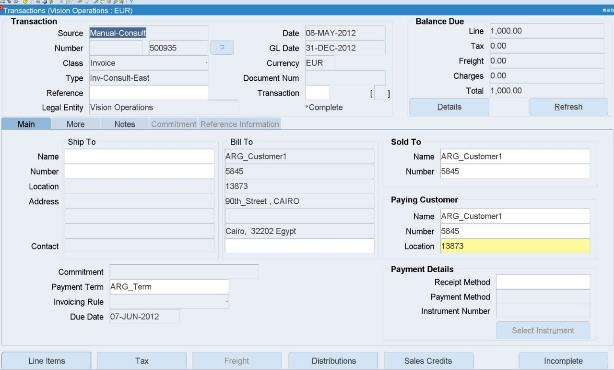 Transactions (Vision Operations : EUR)
Transaction
Source Manual-Consult
Number 500935
Class Invoice
Type Inv-Consult-East
Reference
Legal Entity Vision Operations
Date 08-MAY-2012
GL Date 31-DEC-2012
Currency EUR
Document Num
Transaction [ ]
*Complete
Balance Due
Line 1,000.00
Tax 0.00
Freight 0.00
Charges 0.00
Total 1,000.00
Details Refresh
Main More Notes Commitment Reference Information
Ship To
Name
Number
Location
Address
Contact
Bill To
ARG_Customer1
5845
13873
90th_Street , CAIRO
Cairo, 32202 Egypt
Sold To
Name ARG_Customer1
Number 5845
Paying Customer
Name ARG_Customer1
Number 5845
Location 13873
Commitment
Payment Term ARG_Term
Invoicing Rule
Due Date 07-JUN-2012
Payment Details
Receipt Method
Payment Method
Instrument Number
Select Instrument
Line Items Tax Freight Distributions Sales Credits Incomplete